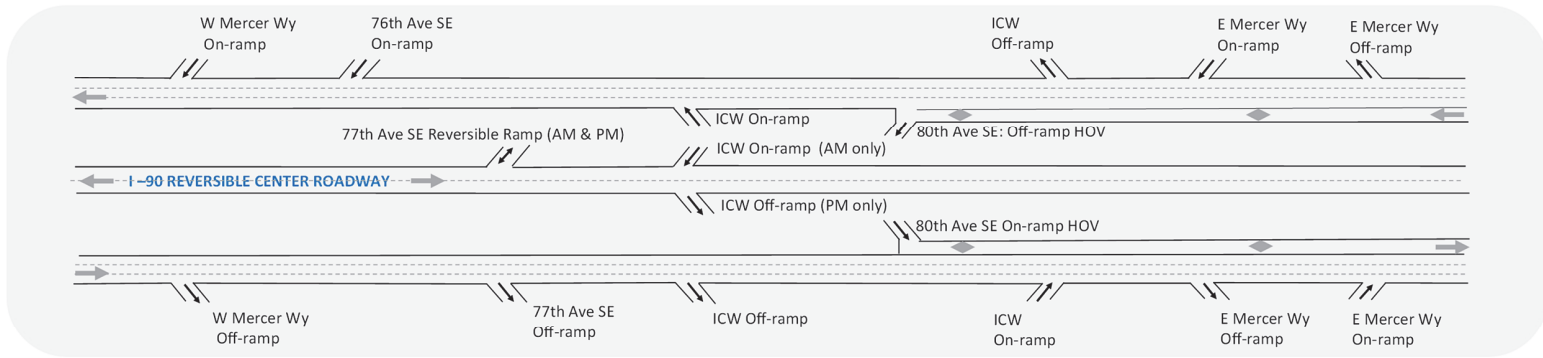 W Mercer Wy
On-ramp
76th Ave SE
On-ramp
ICW
Off-ramp
E Mercer Wy
On-ramp
E Mercer Wy
Off-ramp
ICW On-ramp
80th Ave SE: Off-ramp HOV
77th Ave SE Reversible Ramp (AM & PM)
ICW On-ramp (AM only)
I –90 REVERSIBLE CENTER ROADWAY
ICW Off-ramp (PM only)
80th Ave SE On-ramp HOV
W Mercer Wy
Off-ramp
77th Ave SE
Off-ramp
ICW Off-ramp
ICW
On-ramp
E Mercer Wy
Off-ramp
E Mercer Wy
On-ramp